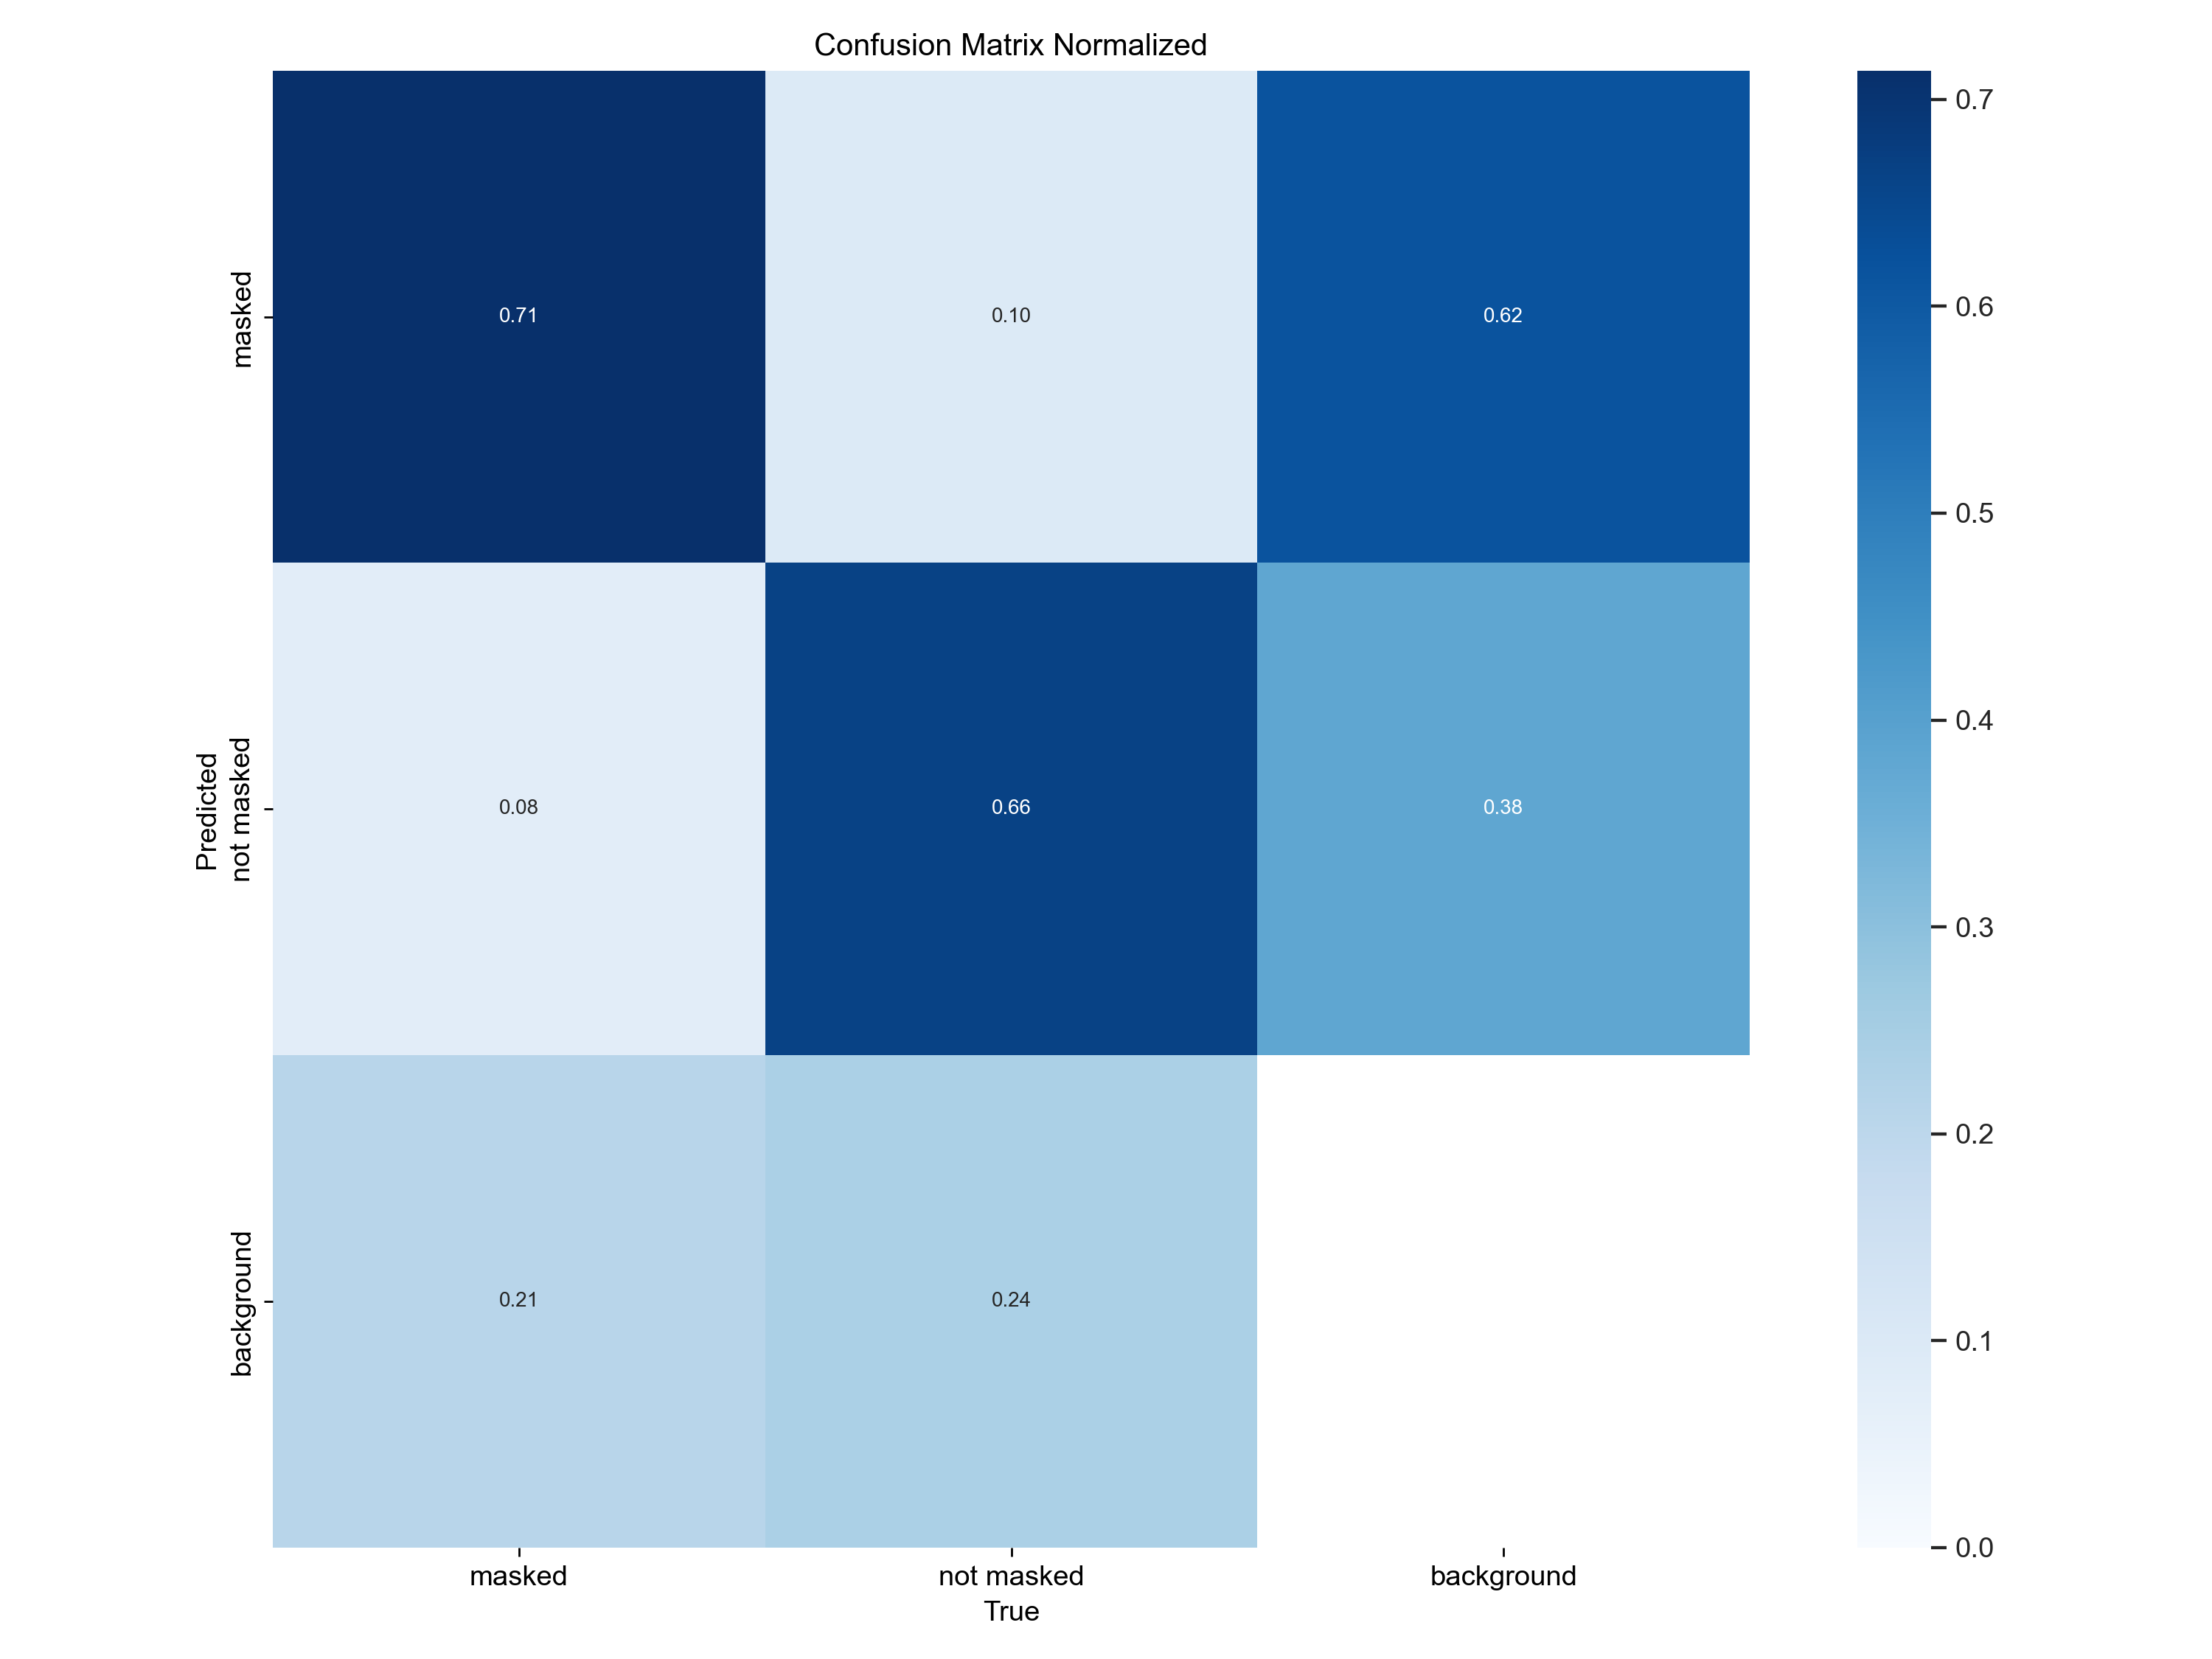 Confusion Matrix Normalized
masked
0.71
0.10
0.62
Predicted
not masked
0.08
0.66
0.38
background
0.21
0.24
masked
not masked
background
True
0.7
0.6
0.5
0.4
0.3
0.2
0.1
0.0